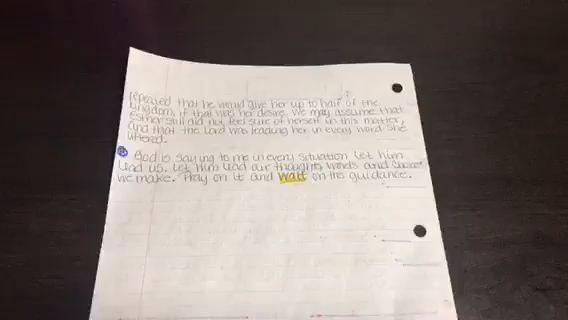 repeated that he would give her up to half of the
kingdom, if that was her desire. We may assume that
Esther still did not feel sure of herself in this matter,
and that the Lord was leading her in every word she
uttered.
God is saying to me in every situation let him
lead us. Let him lead our thoughts, words and choices
we make. Pray on it and wait on his guidance.